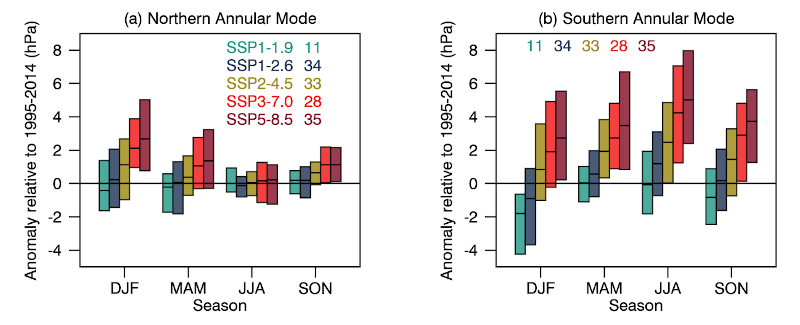 (a) Northern Annular Mode
Anomaly relative to 1995-2014 (hPa)
8
6
4
2
0
-2
-4
SSP1-1.9 11
SSP1-2.6 34
SSP2-4.5 33
SSP3-7.0 28
SSP5-8.5 35
DJF MAM JJA SON
Season
(b) Southern Annular Mode
Anomaly relative to 1995-2014 (hPa)
8
6
4
2
0
-2
-4
11 34 33 28 35
DJF MAM JJA SON
Season